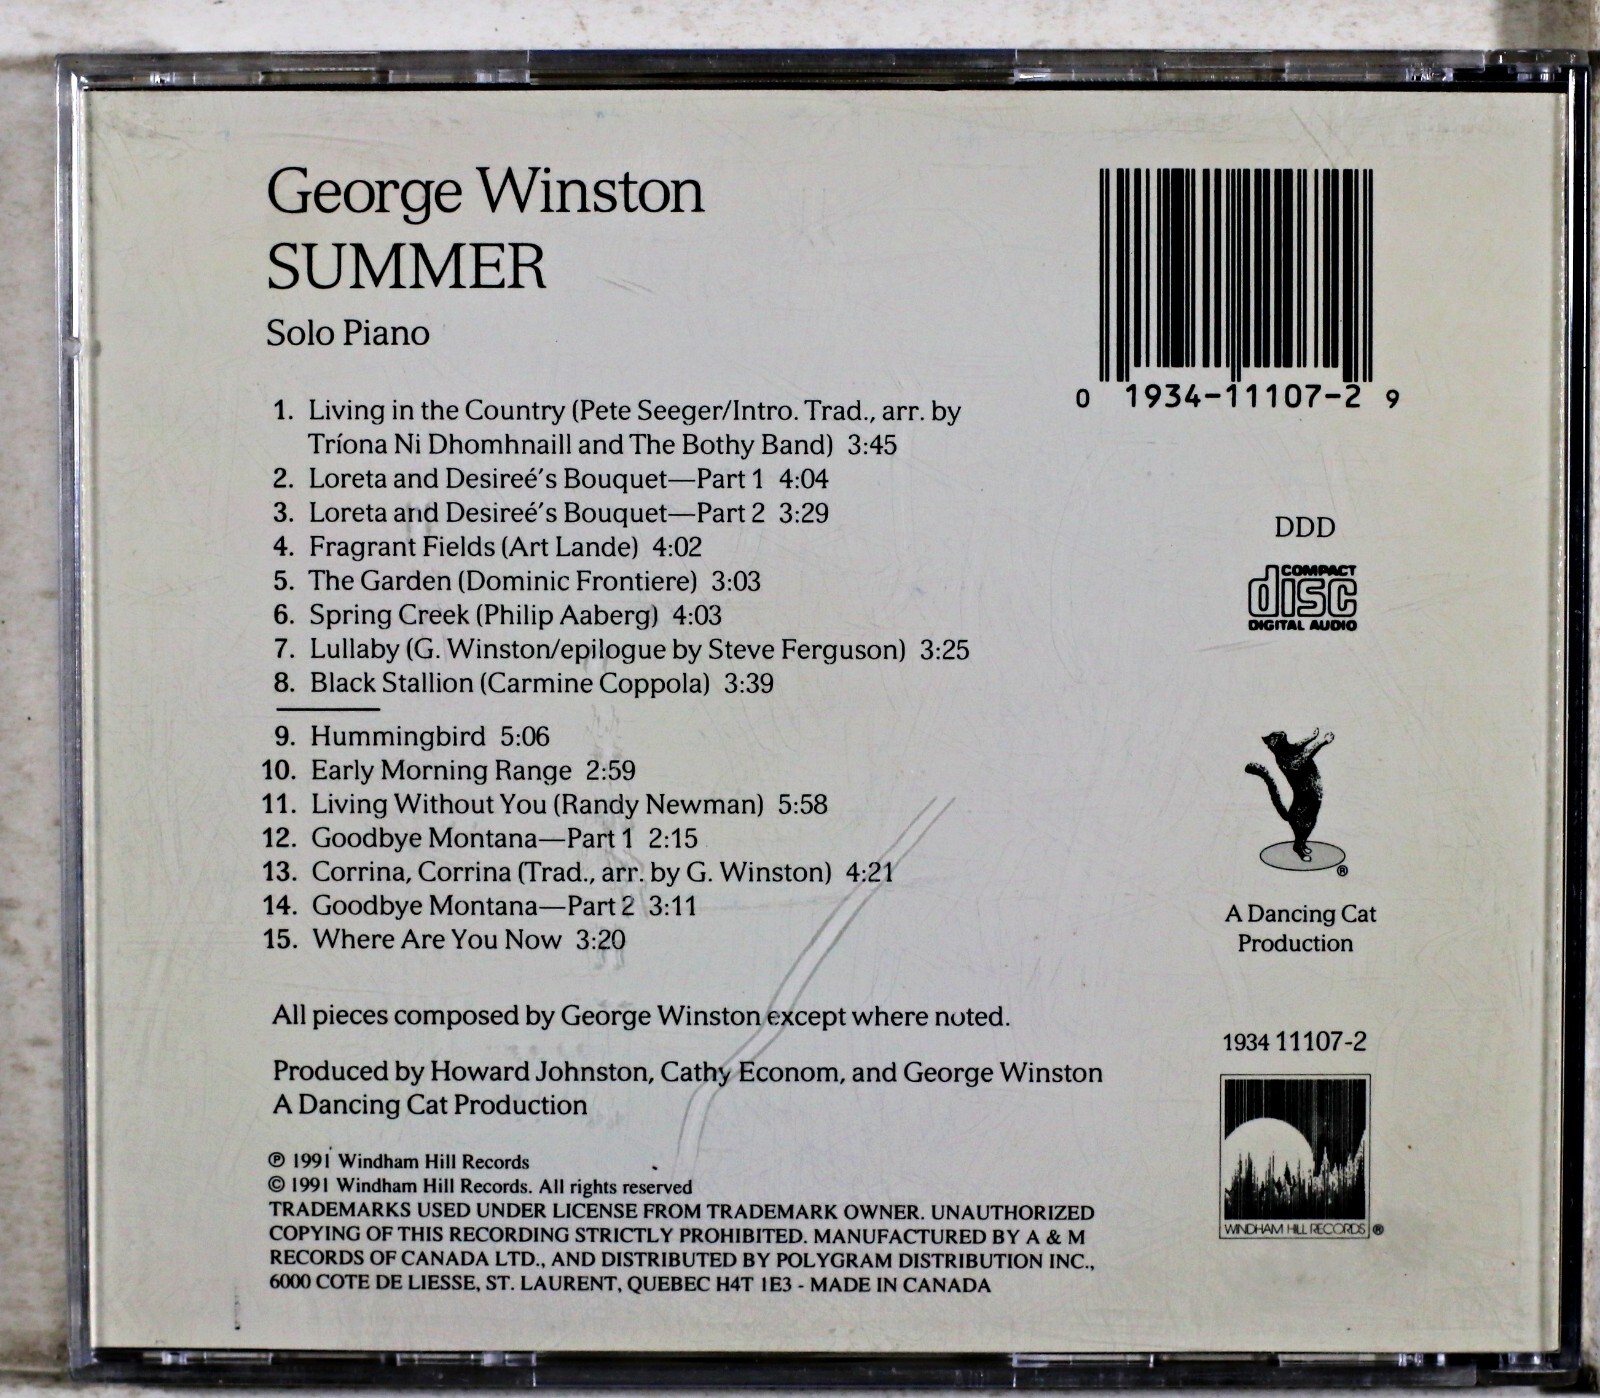 George Winston
SUMMER
Solo Piano
1. Living in the Country (Pete Seeger/Intro. Trad., arr. by
Tríona Ni Dhomhnaill and The Bothy Band) 3:45
2. Loreta and Desireé's Bouquet—Part 1 4:04
3. Loreta and Desireé's Bouquet—Part 2 3:29
4. Fragrant Fields (Art Lande) 4:02
5. The Garden (Dominic Frontiere) 3:03
6. Spring Creek (Philip Aaberg) 4:03
7. Lullaby (G. Winston/epilogue by Steve Ferguson) 3:25
8. Black Stallion (Carmine Coppola) 3:39
9. Hummingbird 5:06
10. Early Morning Range 2:59
11. Living Without You (Randy Newman) 5:58
12. Goodbye Montana—Part 1 2:15
13. Corrina, Corrina (Trad., arr. by G. Winston) 4:21
14. Goodbye Montana—Part 2 3:11
15. Where Are You Now 3:20
All pieces composed by George Winston except where noted.
Produced by Howard Johnston, Cathy Econom, and George Winston
A Dancing Cat Production
℗ 1991 Windham Hill Records
© 1991 Windham Hill Records. All rights reserved
TRADEMARKS USED UNDER LICENSE FROM TRADEMARK OWNER. UNAUTHORIZED
COPYING OF THIS RECORDING STRICTLY PROHIBITED. MANUFACTURED BY A & M
RECORDS OF CANADA LTD., AND DISTRIBUTED BY POLYGRAM DISTRIBUTION INC.,
6000 COTE DE LIESSE, ST. LAURENT, QUEBEC H4T 1E3 - MADE IN CANADA
0 1934-11107-2 9
DDD
COMPACT
disc
DIGITAL AUDIO
®
A Dancing Cat
Production
1934 11107-2
WINDHAM HILL RECORDS ®